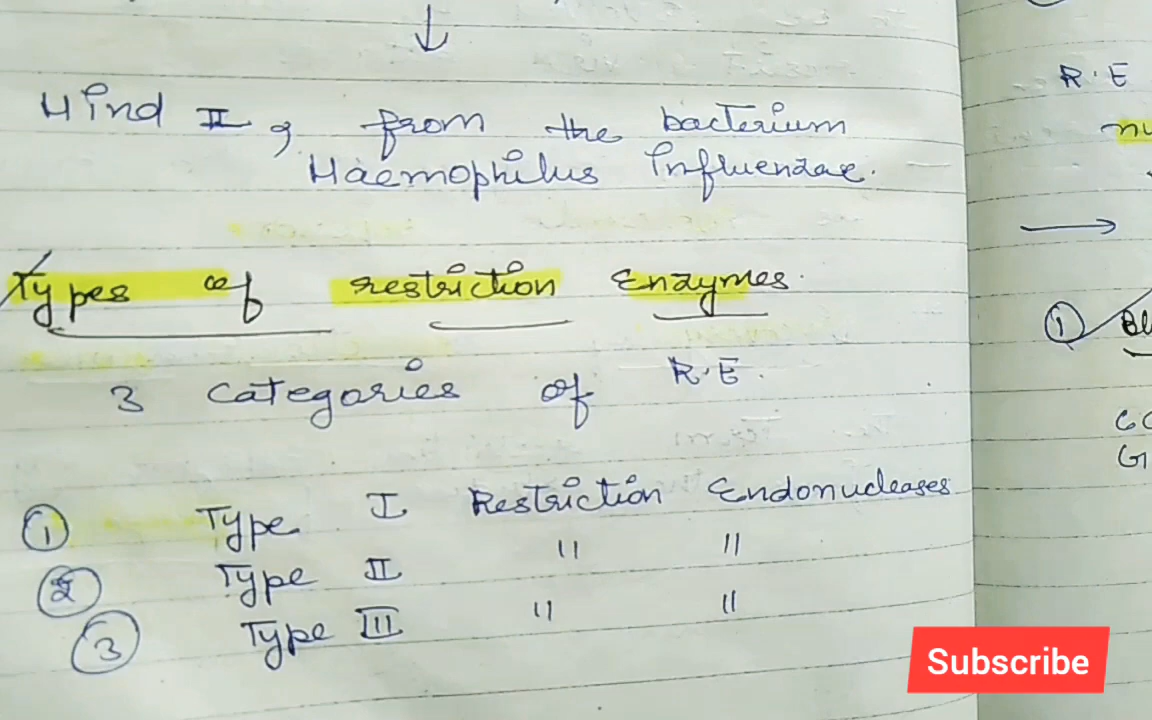 Hind II, from the bacterium
Haemophilus Influenzae.
Types of restriction Enzymes.
3 categories of R.E.
① Type I Restriction Endonucleases
② Type II " "
③ Type III " "
R.E
①
Subscribe